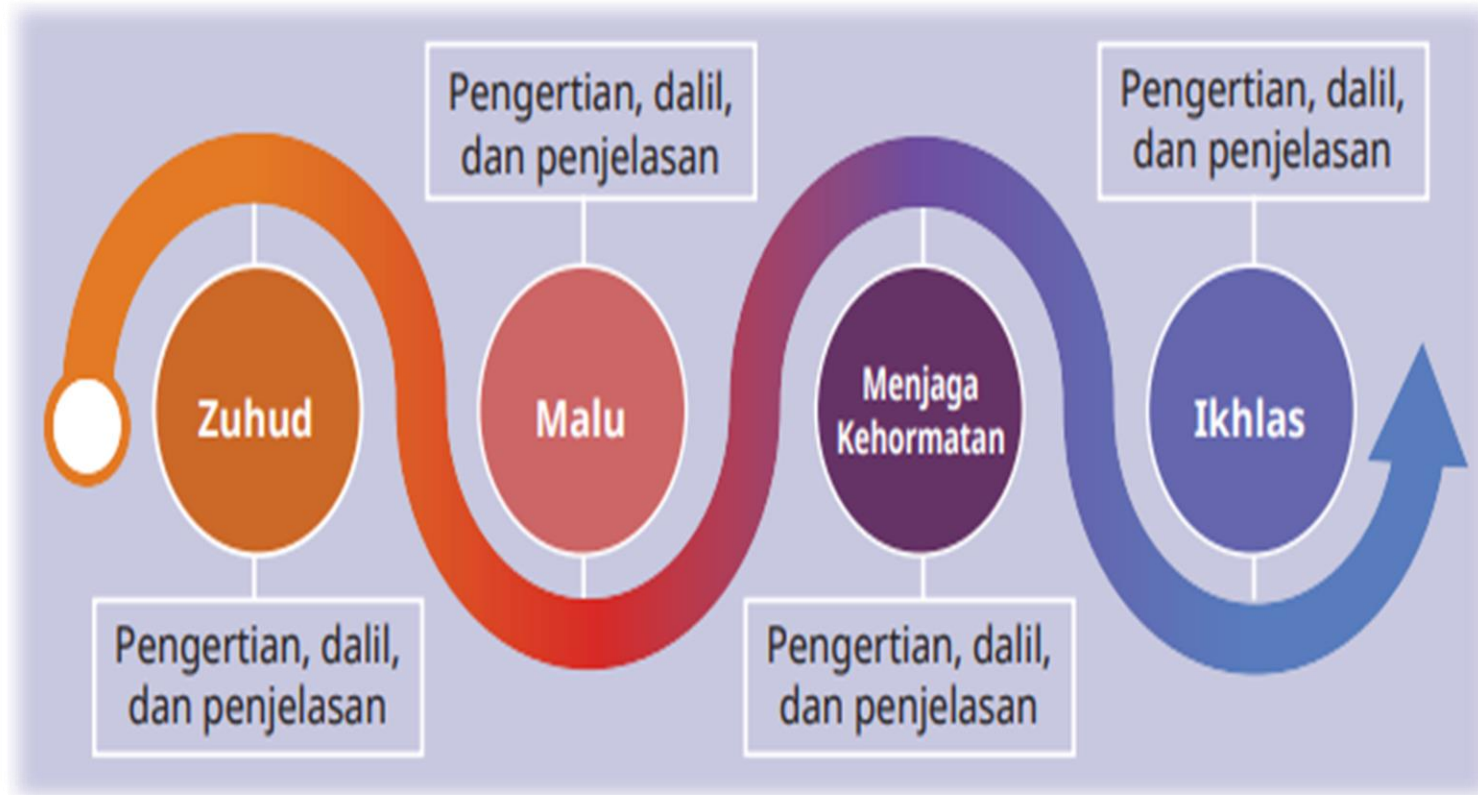 Zuhud
Pengertian, dalil,
dan penjelasan
Pengertian, dalil,
dan penjelasan
Malu
Menjaga
Kehormatan
Pengertian, dalil,
dan penjelasan
Pengertian, dalil,
dan penjelasan
Ikhlas